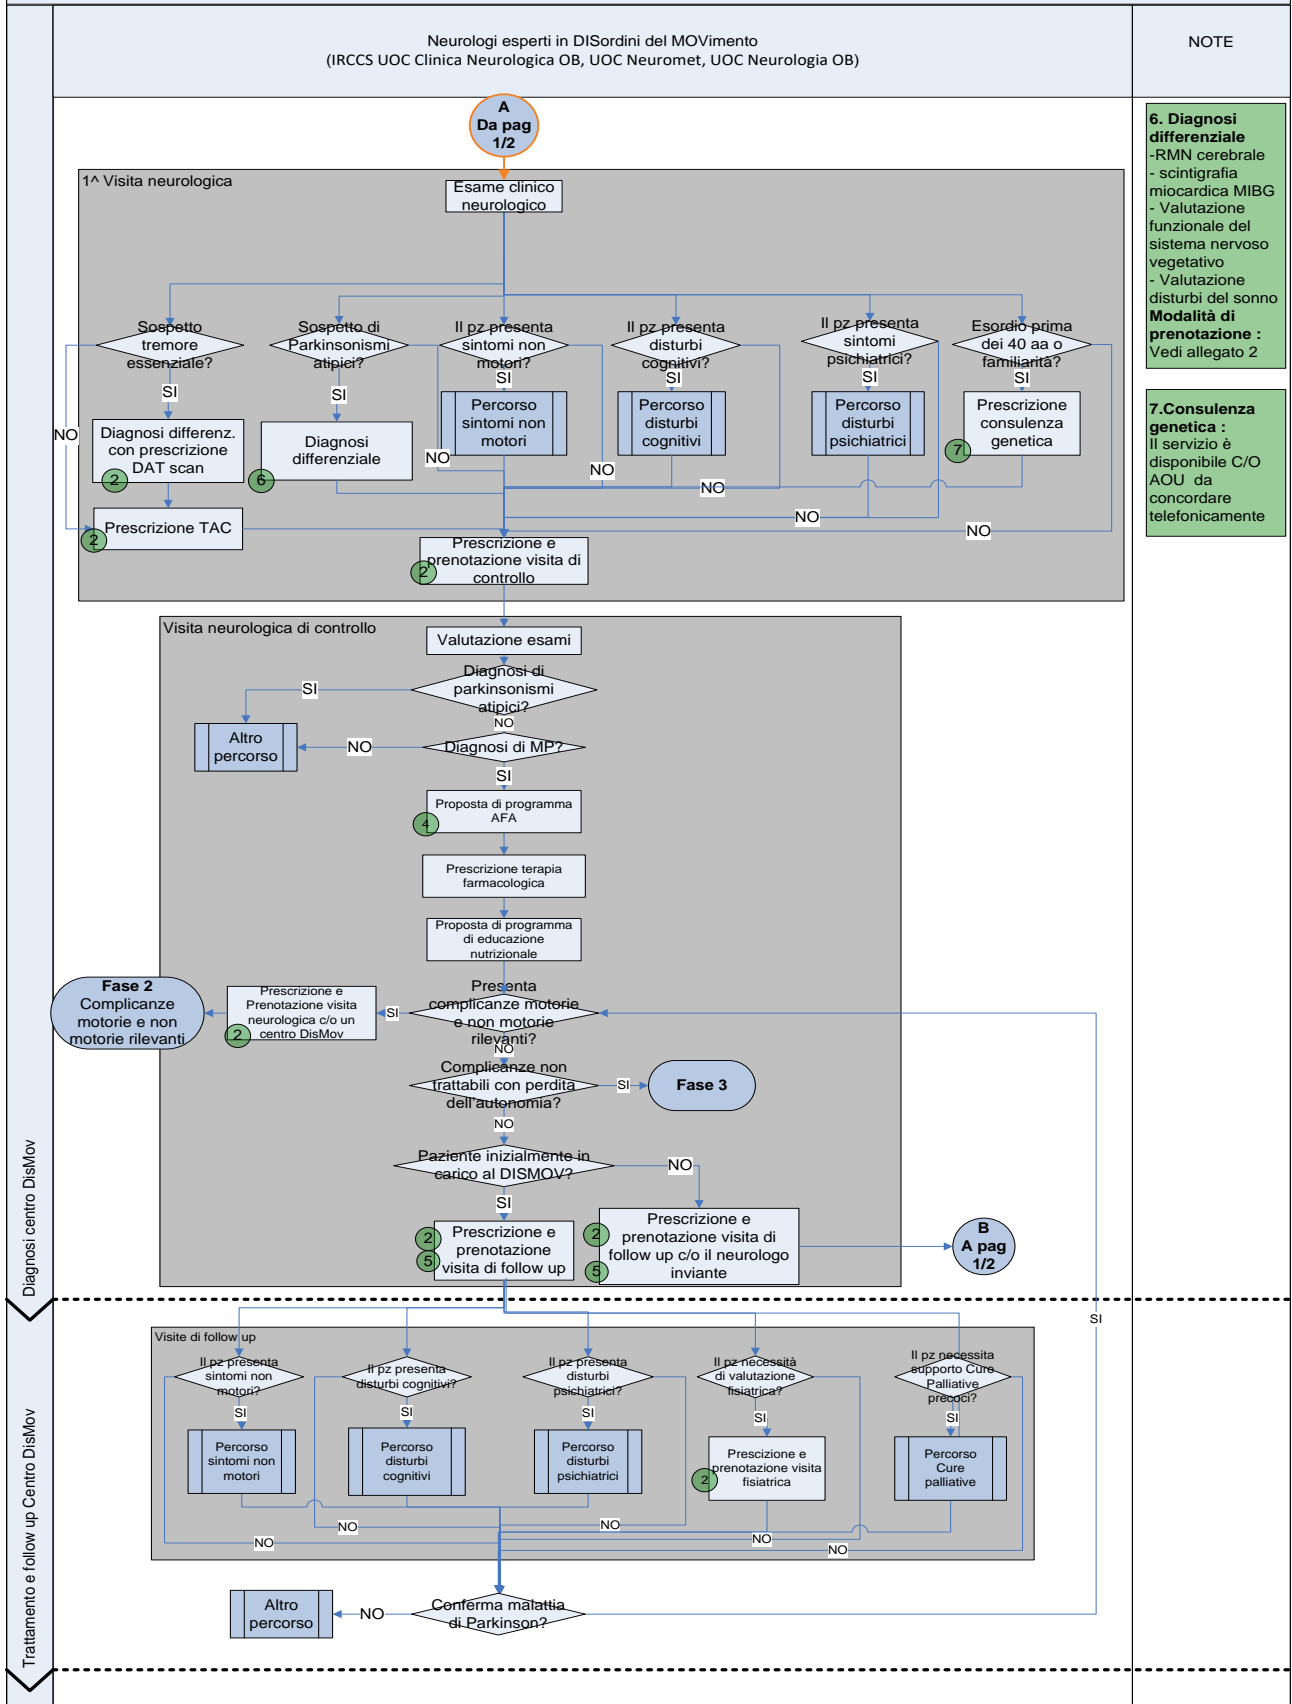 Neurologi esperti in DISordini del MOVimento
(IRCCS UOC Clinica Neurologica OB, UOC Neuromet, UOC Neurologia OB)
NOTE
A
Da pag
1/2
1^ Visita neurologica
Esame clinico
neurologico
Sospetto
tremore
essenziale?
Sospetto di
Parkinsonismi
atipici?
Il pz presenta
sintomi non
motori?
Il pz presenta
disturbi
cognitivi?
Il pz presenta
sintomi
psichiatrici?
Esordio prima
dei 40 aa o
familiarità?
SI
SI
SI
SI
SI
SI
NO
Diagnosi differenz.
con prescrizione
DAT scan
2
Diagnosi
differenziale
6
Percorso
sintomi non
motori
Percorso
disturbi
cognitivi
Percorso
disturbi
psichiatrici
Prescrizione
consulenza
genetica
7
NO
NO
NO
NO
NO
Prescrizione TAC
2
Prescrizione e
prenotazione visita di
controllo
2
6. Diagnosi
differenziale
-RMN cerebrale
- scintigrafia
miocardica MIBG
- Valutazione
funzionale del
sistema nervoso
vegetativo
- Valutazione
disturbi del sonno
Modalità di
prenotazione :
Vedi allegato 2
7.Consulenza
genetica :
Il servizio è
disponibile C/O
AOU da
concordare
telefonicamente
Visita neurologica di controllo
Valutazione esami
Diagnosi di
parkinsonismi
atipici?
SI
NO
Altro
percorso
NO
Diagnosi di MP?
SI
Proposta di programma
AFA
4
Prescrizione terapia
farmacologica
Proposta di programma
di educazione
nutrizionale
Fase 2
Complicanze
motorie e non
motorie rilevanti
Prescrizione e
Prenotazione visita
neurologica c/o un
centro DisMov
2
SI
Presenta
complicanze motorie
e non motorie
rilevanti?
NO
Complicanze non
trattabili con perdita
dell'autonomia?
SI
Fase 3
NO
Paziente inizialmente in
carico al DISMOV?
NO
SI
Prescrizione e
prenotazione
visita di follow up
2
5
Prescrizione e
prenotazione visita di
follow up c/o il neurologo
inviante
2
5
B
A pag
1/2
Diagnosi centro DisMov
SI
Visite di follow up
Il pz presenta
sintomi non
motori?
Il pz presenta
disturbi cognitivi?
Il pz presenta
disturbi
psichiatrici?
Il pz necessità
di valutazione
fisiatrica?
Il pz necessita
supporto Cure
Palliative
precoci?
SI
SI
SI
SI
SI
Percorso
sintomi non
motori
Percorso
disturbi
cognitivi
Percorso
disturbi
psichiatrici
Prescizione e
prenotazione visita
fisiatrica
2
Percorso
Cure
palliative
NO
NO
NO
NO
Altro
percorso
NO
Conferma malattia
di Parkinson?
Trattamento e follow up Centro DisMov